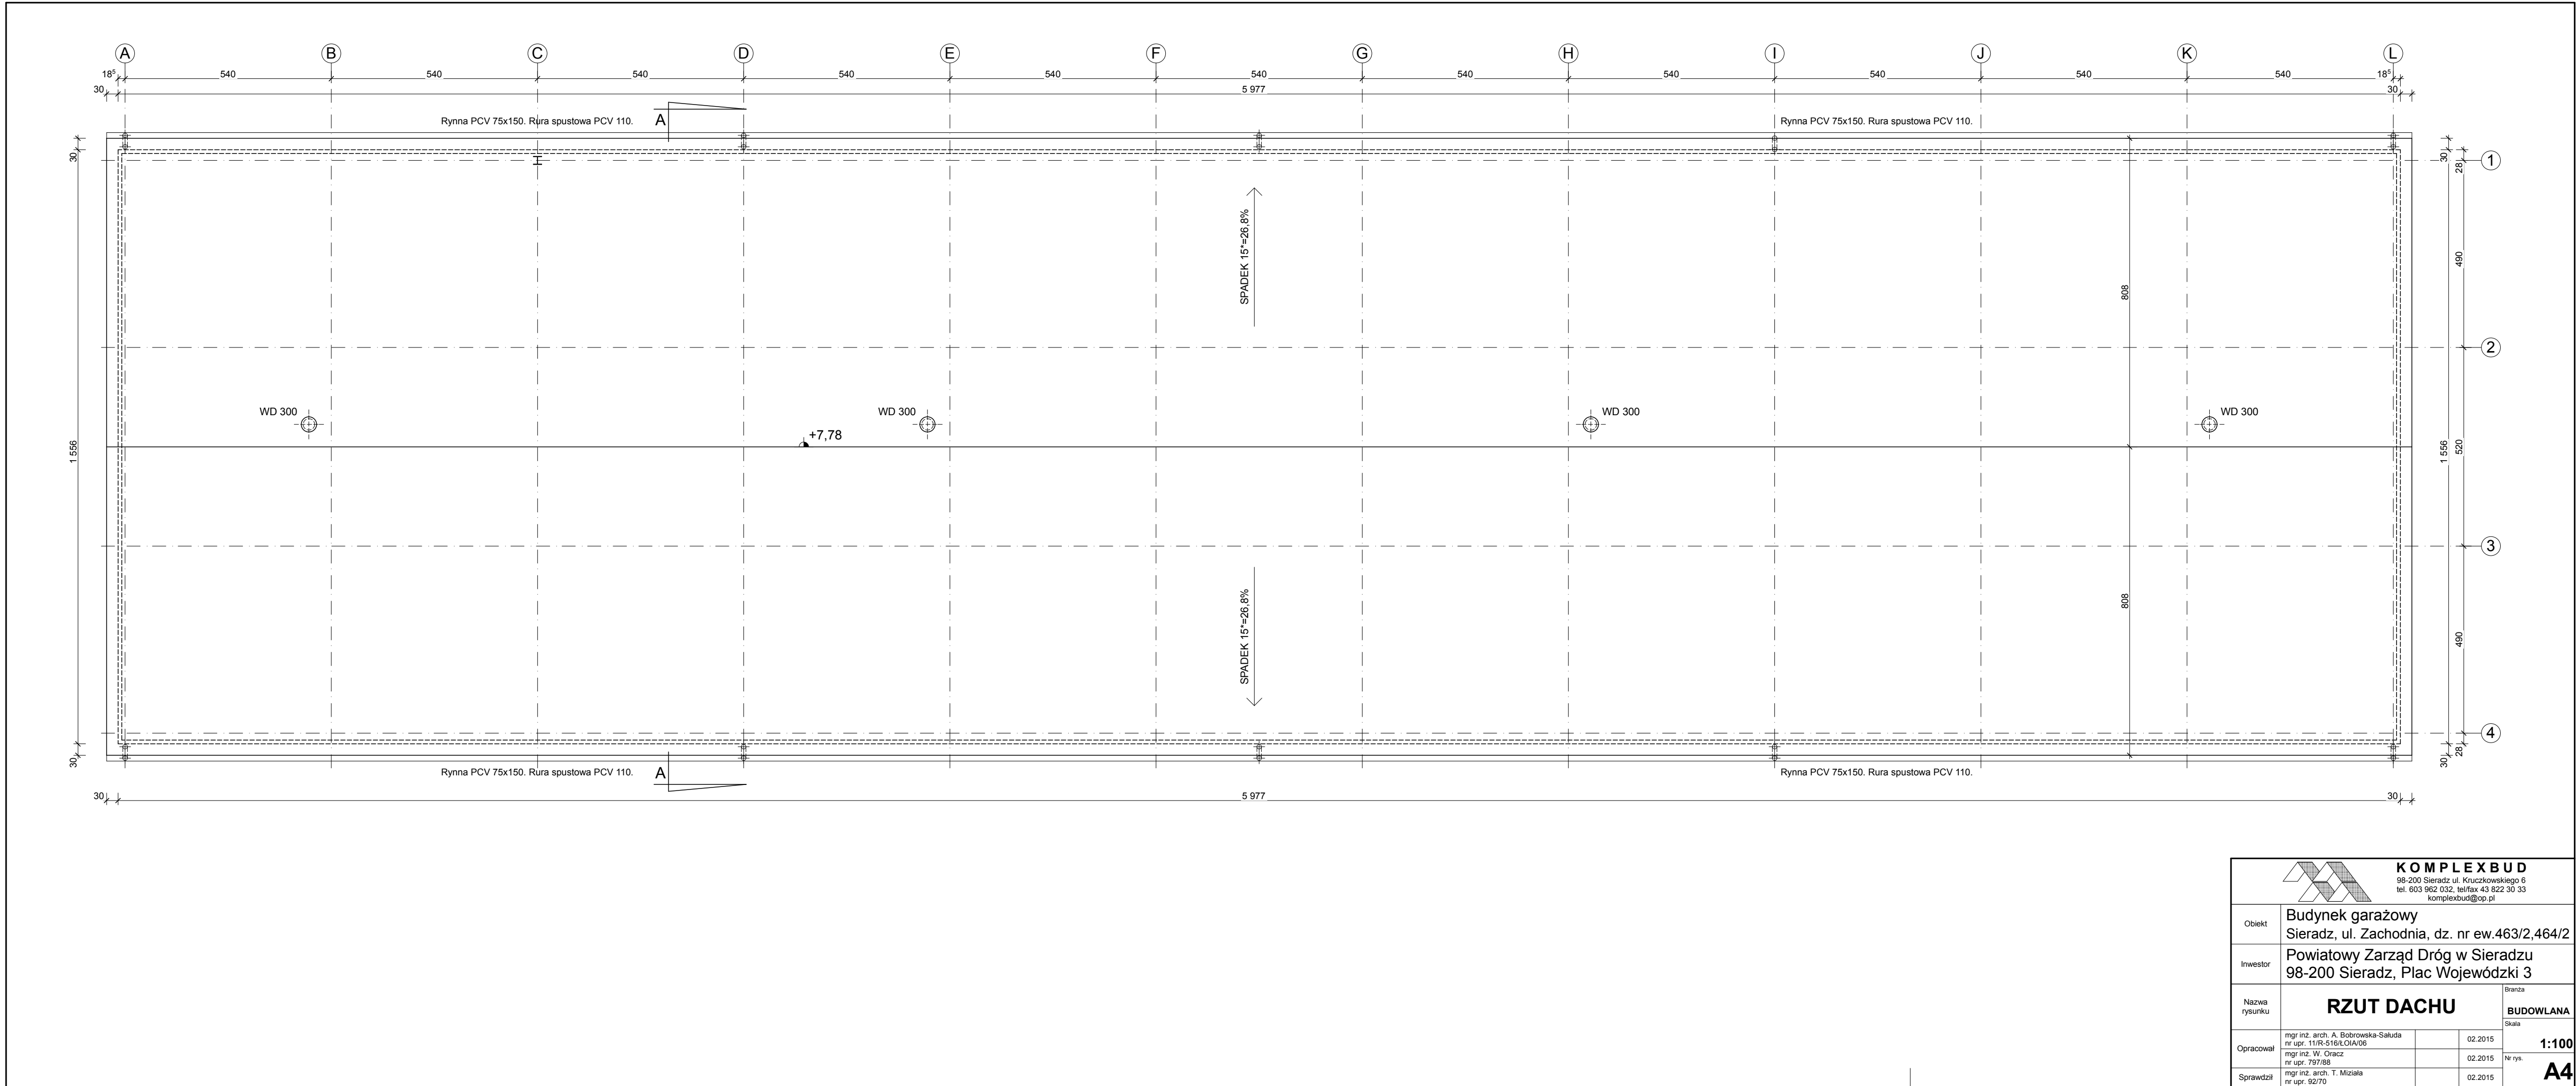 A B C D E F G H I J K L
18⁵ 540 540 540 540 540 540 540 540 540 540 540 18⁵
30 5 977 30
Rynna PCV 75x150. Rura spustowa PCV 110. A Rynna PCV 75x150. Rura spustowa PCV 110.
30 30 28 1
SPADEK 15°=26,8%
490
808
2
WD 300 WD 300 WD 300 WD 300
+7,78
1 556 1 556 520
3
SPADEK 15°=26,8%
808
490
4
30 30 28
Rynna PCV 75x150. Rura spustowa PCV 110. A Rynna PCV 75x150. Rura spustowa PCV 110.
30 5 977 30
KOMPLEXBUD
98-200 Sieradz ul. Kruczkowskiego 6
tel. 603 962 032, tel/fax 43 822 30 33
komplexbud@op.pl
Obiekt
Budynek garażowy
Sieradz, ul. Zachodnia, dz. nr ew.463/2,464/2
Inwestor
Powiatowy Zarząd Dróg w Sieradzu
98-200 Sieradz, Plac Wojewódzki 3
Nazwa
rysunku
RZUT DACHU
Branża
BUDOWLANA
Skala
1:100
Opracował
mgr inż. arch. A. Bobrowska-Sałuda
nr upr. 11/R-516/ŁOIA/06
02.2015
mgr inż. W. Oracz
nr upr. 797/88
02.2015
Nr rys.
A4
Sprawdził
mgr inż. arch. T. Miziała
nr upr. 92/70
02.2015